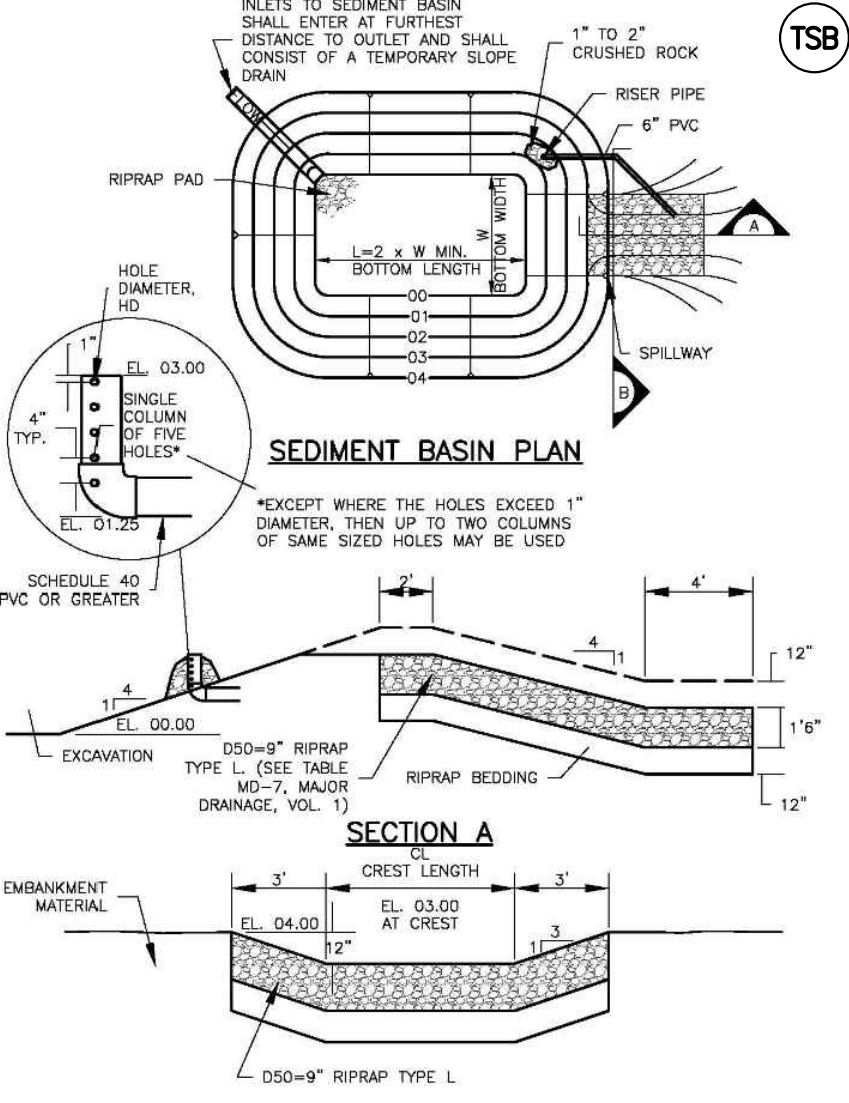 INLETS TO SEDIMENT BASIN
SHALL ENTER AT FURTHEST
DISTANCE TO OUTLET AND SHALL
CONSIST OF A TEMPORARY SLOPE
DRAIN
1" TO 2"
CRUSHED ROCK
TSB
RISER PIPE
6" PVC
FLOW
RIPRAP PAD
W
BOTTOM WIDTH
L=2 x W MIN.
BOTTOM LENGTH
A
00
01
02
03
04
SPILLWAY
B
HOLE
DIAMETER,
HD
1"
EL. 03.00
4"
TYP.
SINGLE
COLUMN
OF FIVE
HOLES*
EL. 01.25
SEDIMENT BASIN PLAN
*EXCEPT WHERE THE HOLES EXCEED 1"
DIAMETER, THEN UP TO TWO COLUMNS
OF SAME SIZED HOLES MAY BE USED
SCHEDULE 40
PVC OR GREATER
2'
4'
4
1
12"
4
1
EL. 00.00
EXCAVATION
1'6"
D50=9" RIPRAP
TYPE L. (SEE TABLE
MD-7, MAJOR
DRAINAGE, VOL. 1)
RIPRAP BEDDING
12"
SECTION A
CL
CREST LENGTH
3'
3'
EMBANKMENT
MATERIAL
EL. 04.00
EL. 03.00
AT CREST
12"
3
1
D50=9" RIPRAP TYPE L